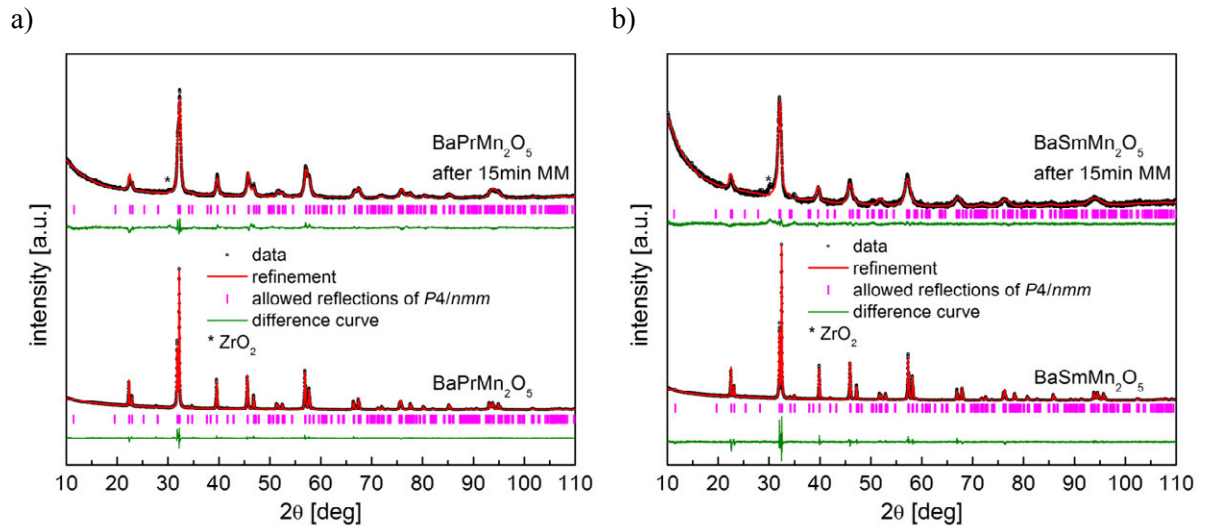 a)
b)
BaPrMn₂O₅
after 15min MM
* 
data
refinement
allowed reflections of P4/nmm
difference curve
* ZrO₂
BaPrMn₂O₅
intensity [a.u.]
10 20 30 40 50 60 70 80 90 100 110
2θ [deg]
BaSmMn₂O₅
after 15min MM
*
data
refinement
allowed reflections of P4/nmm
difference curve
* ZrO₂
BaSmMn₂O₅
intensity [a.u.]
10 20 30 40 50 60 70 80 90 100 110
2θ [deg]